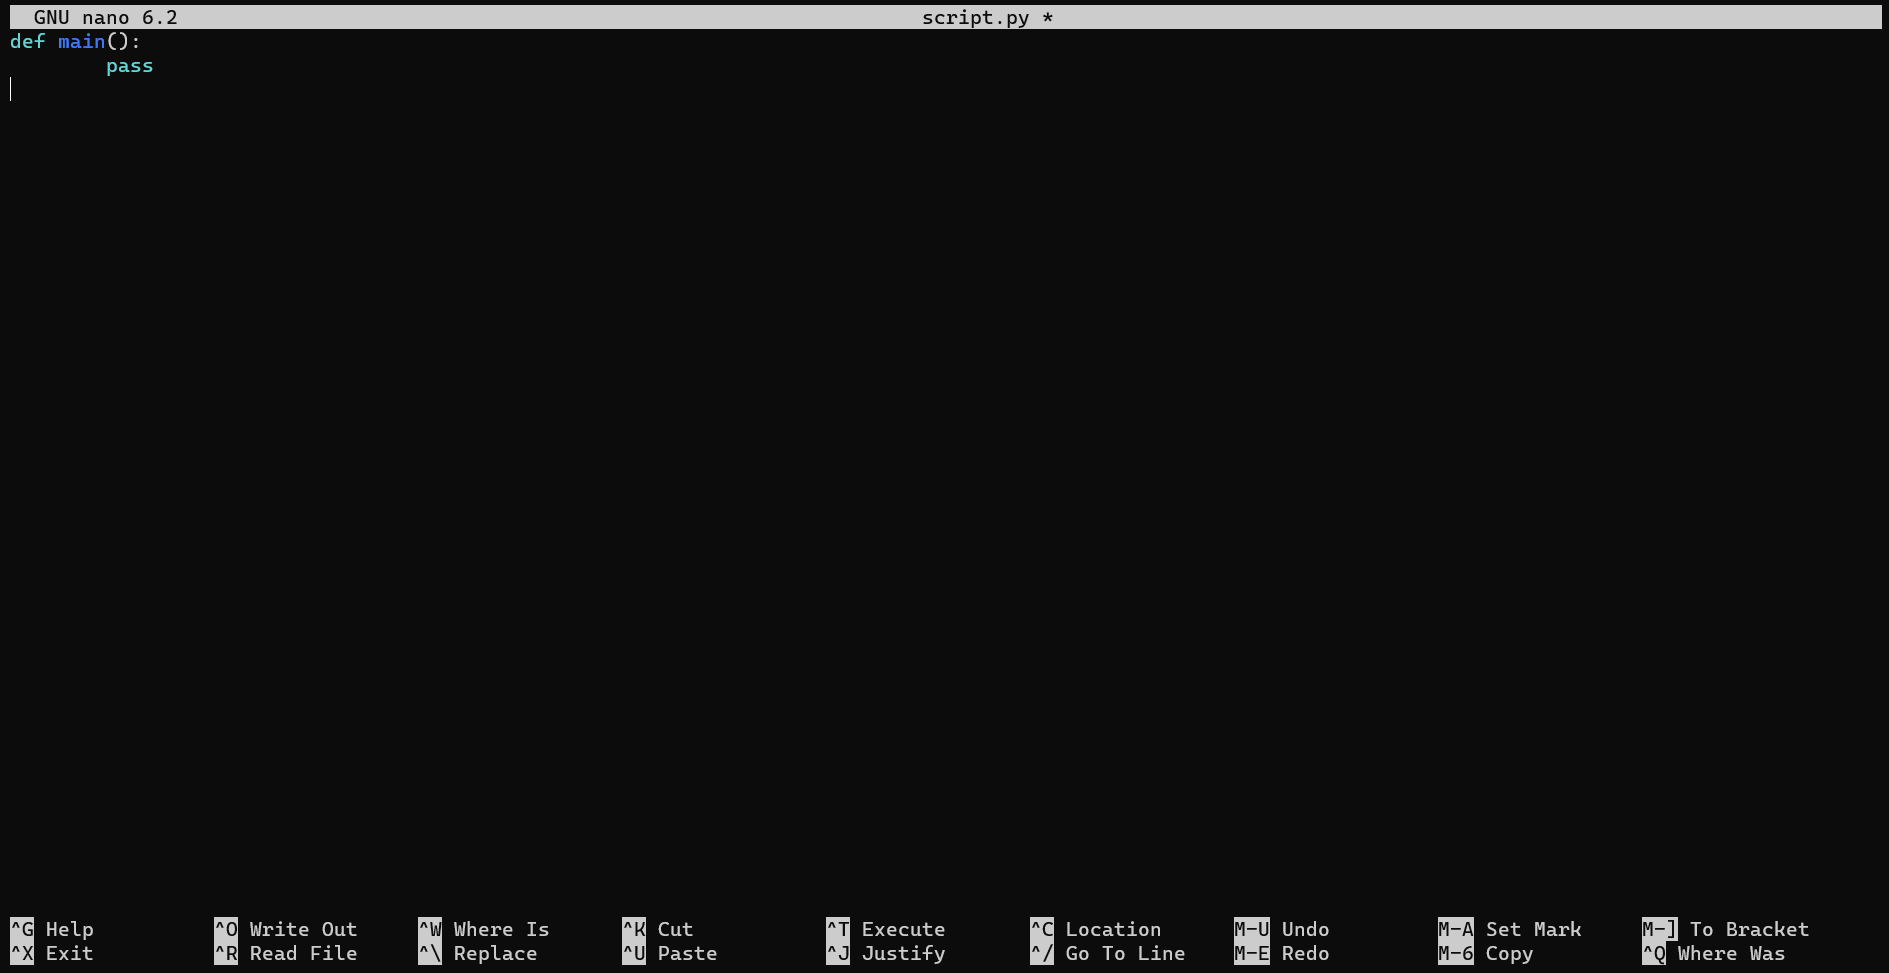 GNU nano 6.2 script.py *
def main():
        pass
^G Help ^O Write Out ^W Where Is ^K Cut ^T Execute ^C Location M-U Undo M-A Set Mark M-] To Bracket
^X Exit ^R Read File ^\ Replace ^U Paste ^J Justify ^/ Go To Line M-E Redo M-6 Copy ^Q Where Was